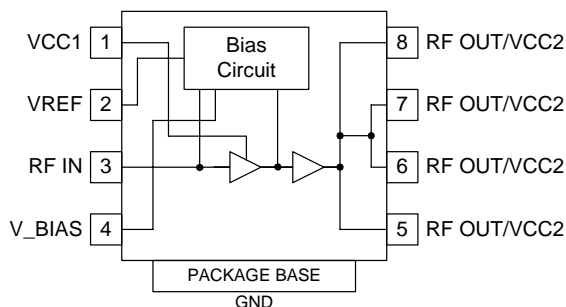 VCC1 1
Bias
Circuit
8 RF OUT/VCC2
VREF 2
7 RF OUT/VCC2
RF IN 3
6 RF OUT/VCC2
V_BIAS 4
5 RF OUT/VCC2
PACKAGE BASE
GND